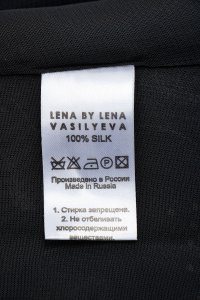 LENA BY LENA
VASILYEVA
100% SILK
Произведено в России
Made in Russia
1. Стирка запрещена.
2. Не отбеливать
хлоросодержащими
веществами.